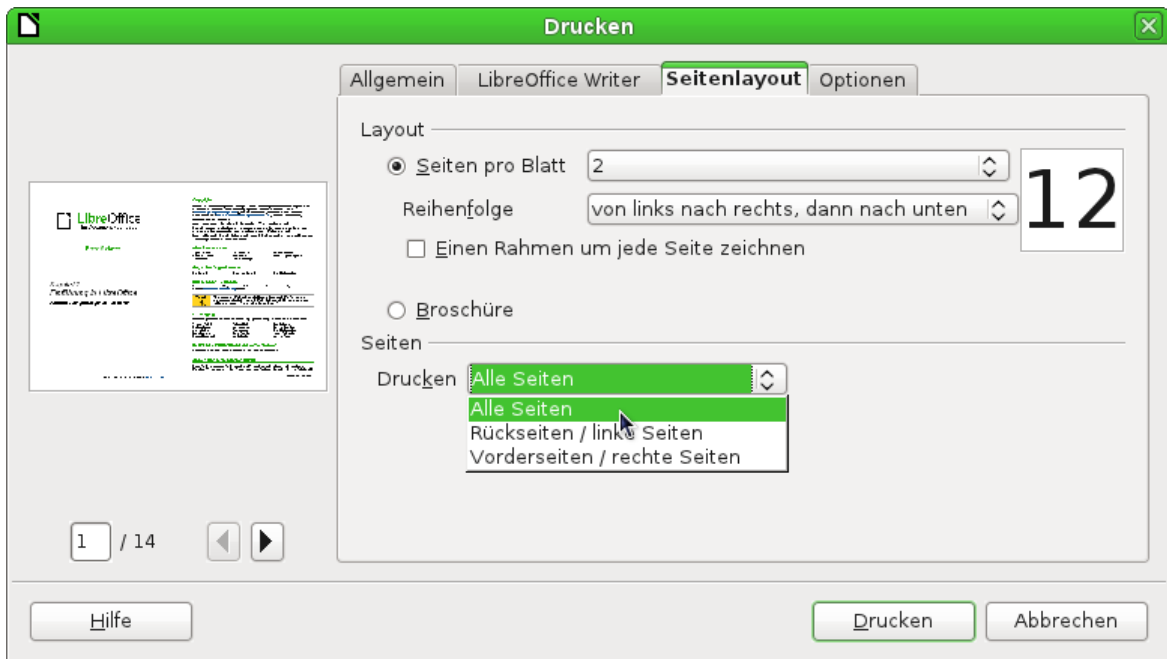 Drucken
Allgemein LibreOffice Writer Seitenlayout Optionen
Layout
Seiten pro Blatt 2
12
Reihenfolge von links nach rechts, dann nach unten
Einen Rahmen um jede Seite zeichnen
Broschüre
Seiten
Drucken Alle Seiten
Alle Seiten
Rückseiten / linke Seiten
Vorderseiten / rechte Seiten
LibreOffice
1 / 14
Hilfe Drucken Abbrechen